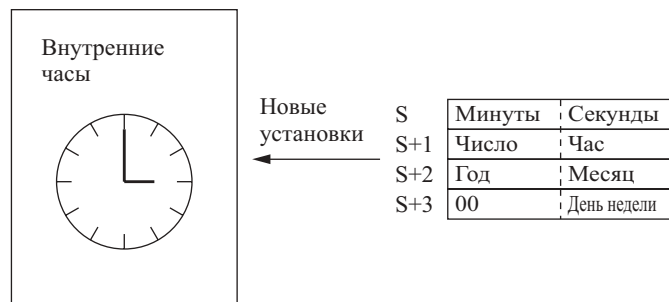 Внутренние
часы
Новые
установки
S Минуты Секунды
S+1 Число Час
S+2 Год Месяц
S+3 00 День недели